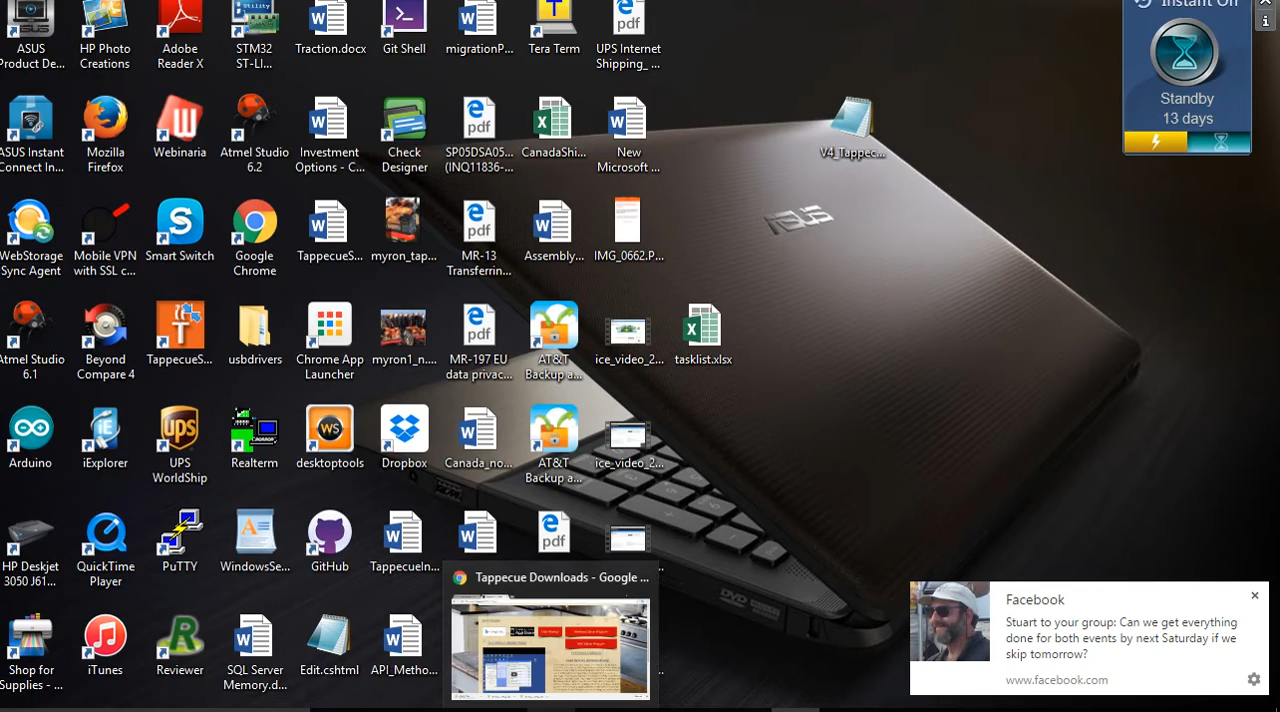 Instant On
ASUS
Product De...
HP Photo
Creations
Adobe
Reader X
STM32
ST-LI...
Traction.docx
Git Shell
migrationP...
Tera Term
UPS Internet
Shipping_ ...
Standby
13 days
ASUS Instant
Connect In...
Mozilla
Firefox
Webinaria
Atmel Studio
6.2
Investment
Options - C...
Check
Designer
SP05DSA05...
(INQ11836-...
CanadaShi...
New
Microsoft ...
V4_Tappec...
WebStorage
Sync Agent
Mobile VPN
with SSL c...
Smart Switch
Google
Chrome
TappecueS...
myron_tap...
MR-13
Transferrin...
Assembly...
IMG_0662.P...
Atmel Studio
6.1
Beyond
Compare 4
TappecueS...
usbdrivers
Chrome App
Launcher
myron1_n...
MR-197 EU
data privac...
AT&T
Backup a...
ice_video_2...
tasklist.xlsx
Arduino
iExplorer
UPS
WorldShip
Realterm
desktoptools
Dropbox
Canada_no...
AT&T
Backup a...
ice_video_2...
HP Deskjet
3050 J61...
QuickTime
Player
PuTTY
WindowsSe...
GitHub
TappecueIn...
Tappecue Downloads - Google ...
Shop for
Supplies - ...
iTunes
Reviewer
SQL Server
Memory.d...
Edit.cshtml
API_Metho...
Facebook
Stuart to your group: Can we get everything
done for both events by next Saturday if we
skip tomorrow?
www.facebook.com
ASUS